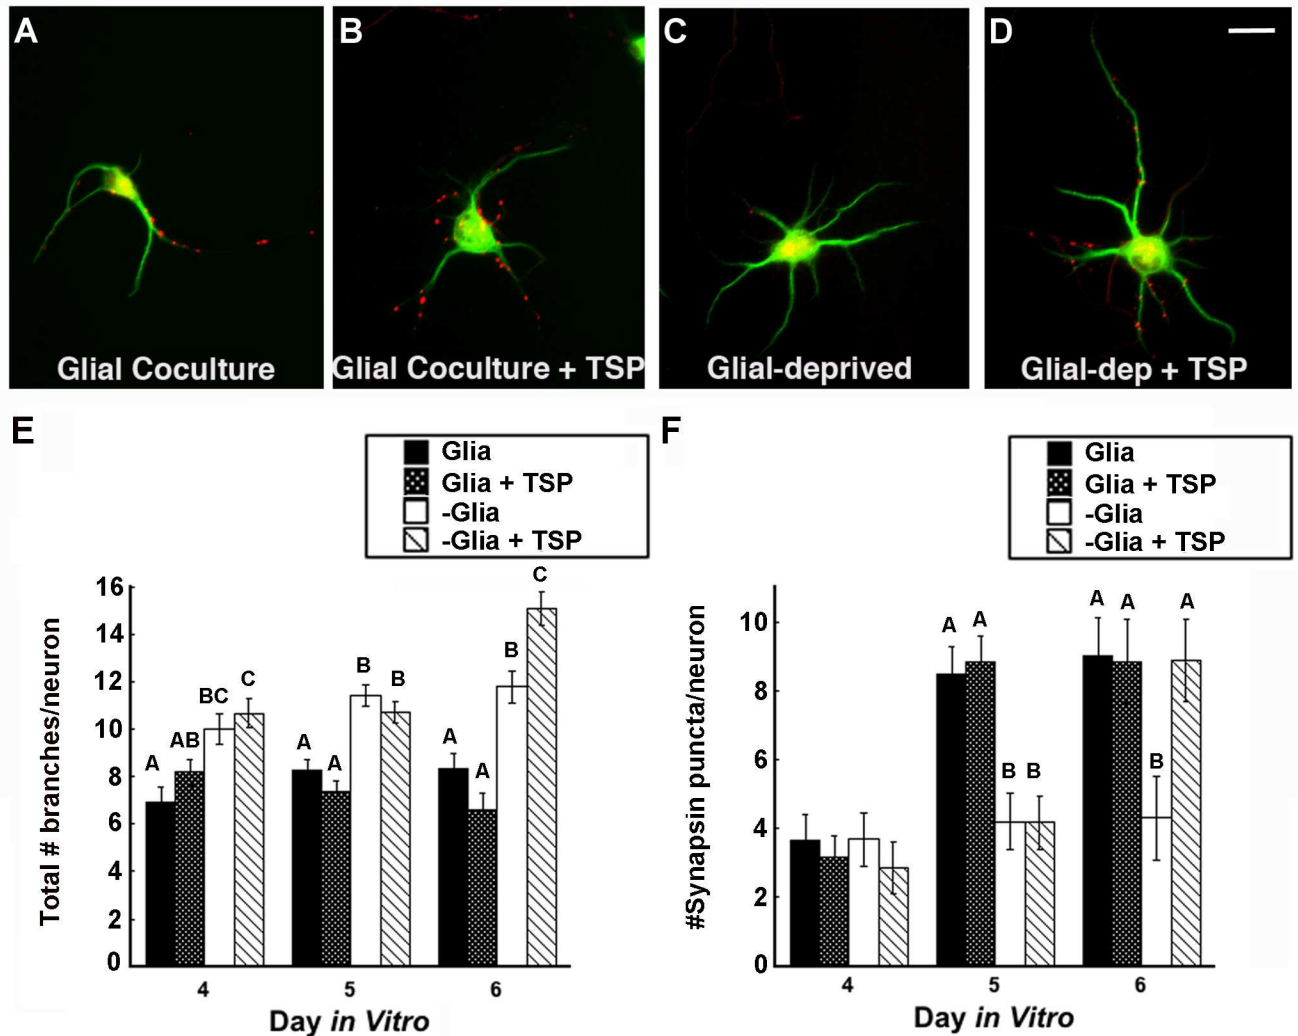 A
B
C
D
Glial Coculture
Glial Coculture + TSP
Glial-deprived
Glial-dep + TSP
E
Glia
Glia + TSP
-Glia
-Glia + TSP
16
14
12
10
8
6
4
2
0
Total # branches/neuron
A
AB
BC
C
A
A
B
B
A
A
B
C
4
5
6
Day in Vitro
F
Glia
Glia + TSP
-Glia
-Glia + TSP
10
8
6
4
2
0
#Synapsin puncta/neuron
A
A
B
B
A
A
B
A
4
5
6
Day in Vitro